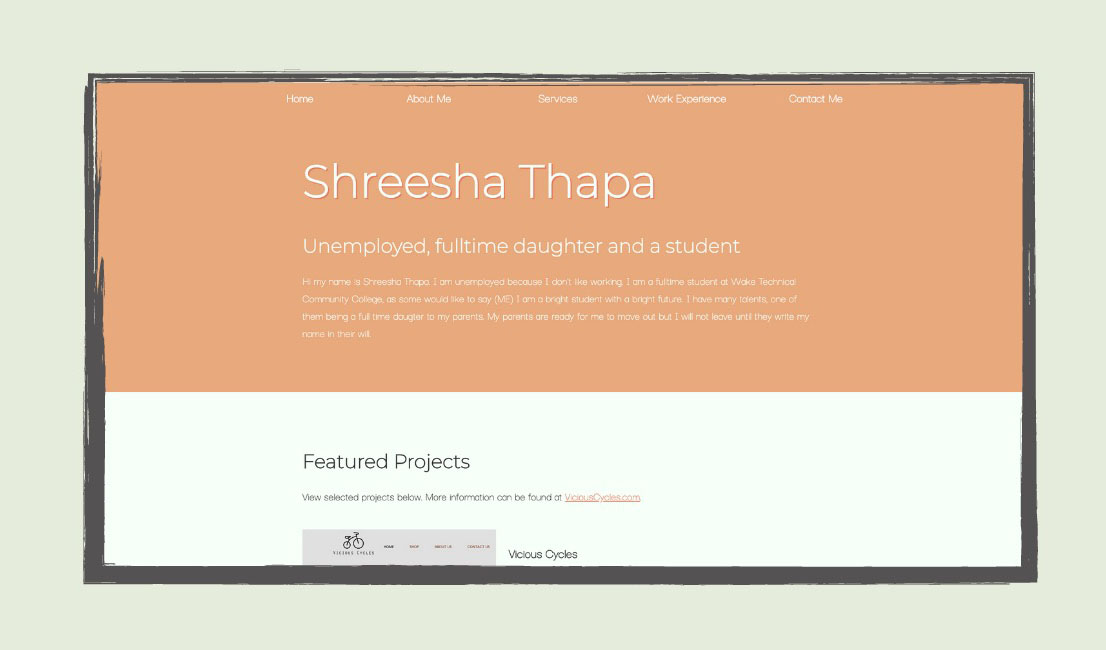 Home About Me Services Work Experience Contact Me
Shreesha Thapa
Unemployed, fulltime daughter and a student
Hi my name is Shreesha Thapa. I am unemployed because I don't like working. I am a fulltime student at Wake Technical
Community College, as some would like to say (ME) I am a bright student with a bright future. I have many talents, one of
them being a full time daugter to my parents. My parents are ready for me to move out but I will not leave until they write my
name in their will.
Featured Projects
View selected projects below. More information can be found at ViciousCycles.com.
HOME SHOP ABOUT US CONTACT US
VICIOUS CYCLES
Vicious Cycles